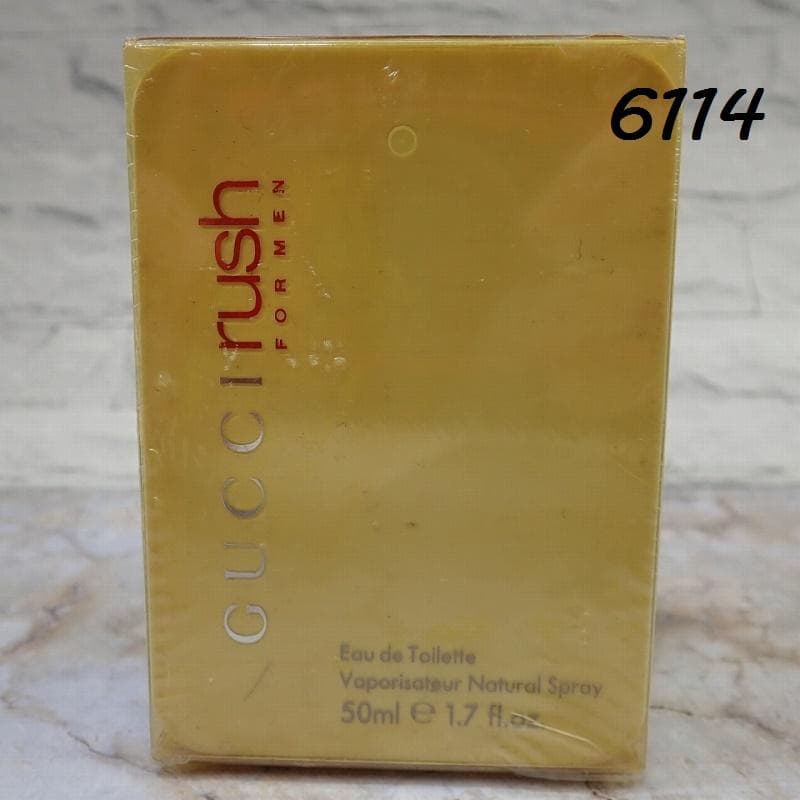 6114
GUCCI rush
FOR MEN
Eau de Toilette
Vaporisateur Natural Spray
50ml ℮ 1.7 fl.oz.